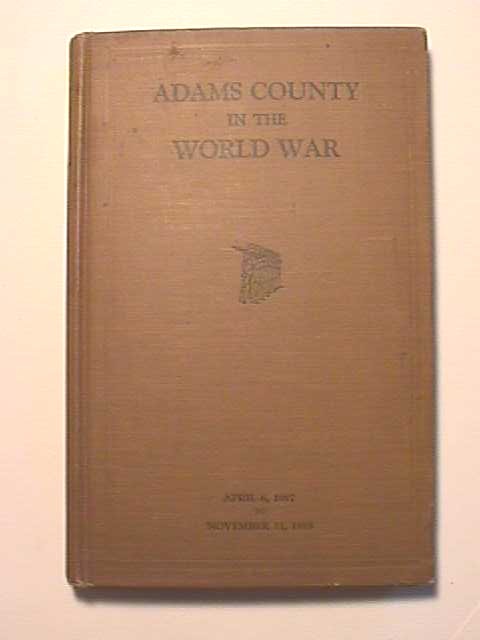 ADAMS COUNTY
IN THE
WORLD WAR
APRIL 6, 1917
TO
NOVEMBER 11, 1918